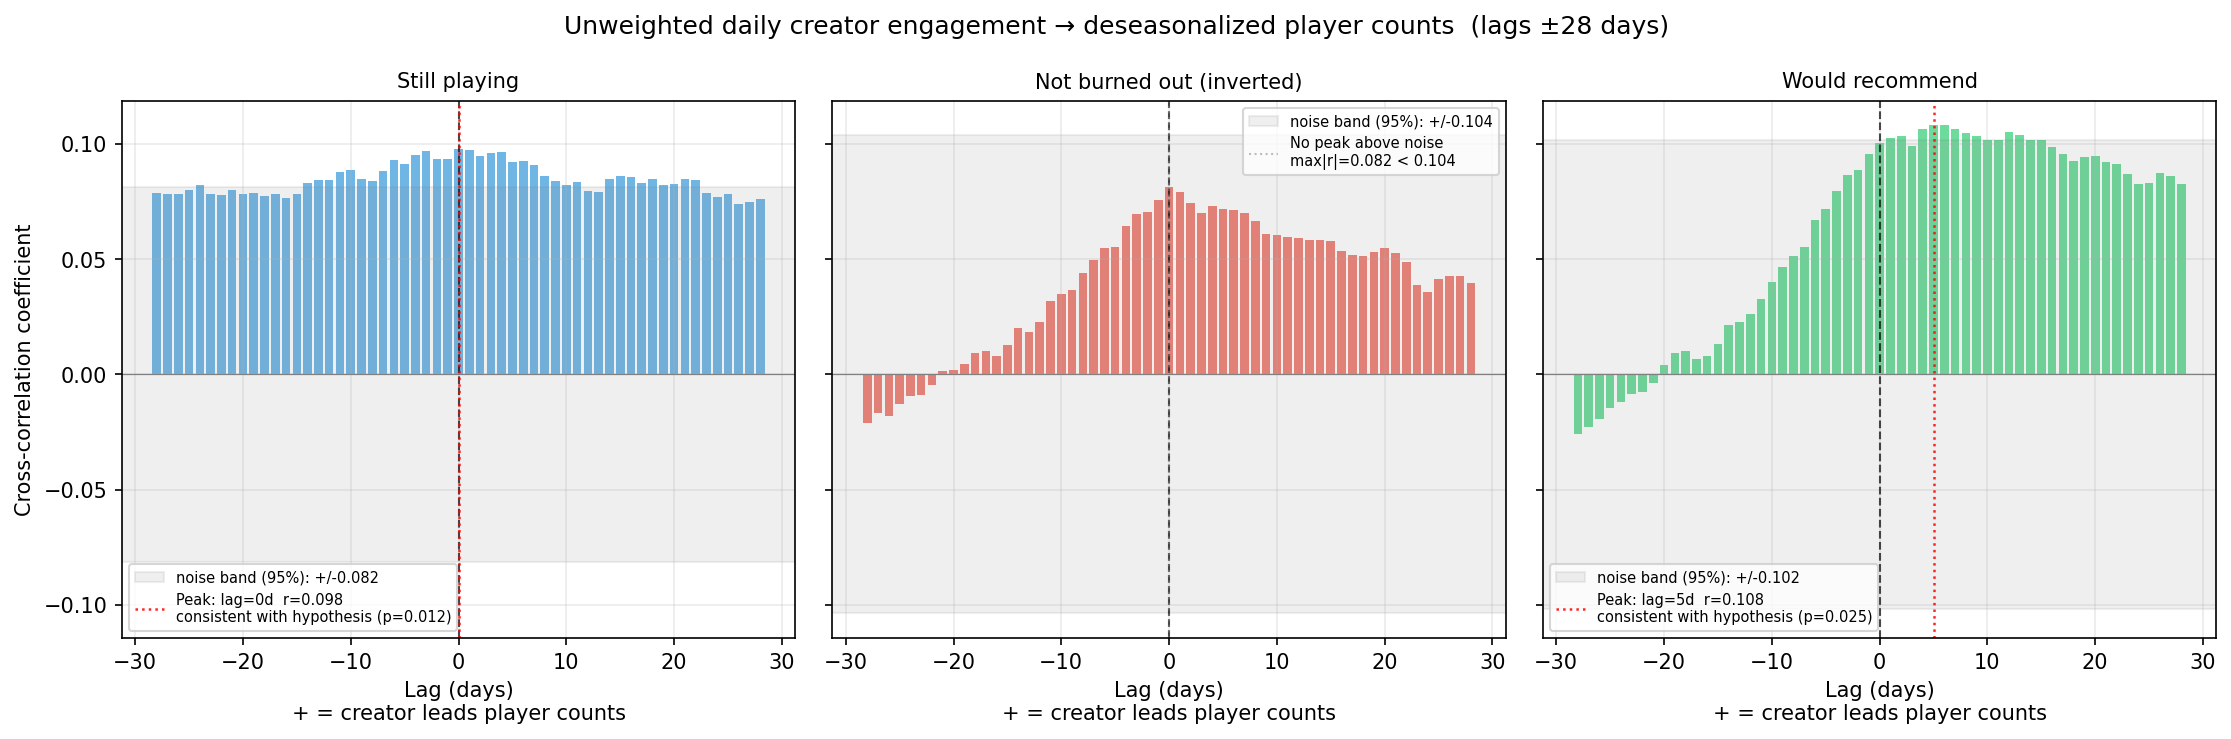 Unweighted daily creator engagement → deseasonalized player counts  (lags ±28 days)
Still playing
Cross-correlation coefficient
0.10
0.05
0.00
−0.05
−0.10
noise band (95%): +/-0.082
Peak: lag=0d  r=0.098
consistent with hypothesis (p=0.012)
−30
−20
−10
0
10
20
30
Lag (days)
+ = creator leads player counts
Not burned out (inverted)
noise band (95%): +/-0.104
No peak above noise
max|r|=0.082 < 0.104
−30
−20
−10
0
10
20
30
Lag (days)
+ = creator leads player counts
Would recommend
noise band (95%): +/-0.102
Peak: lag=5d  r=0.108
consistent with hypothesis (p=0.025)
−30
−20
−10
0
10
20
30
Lag (days)
+ = creator leads player counts